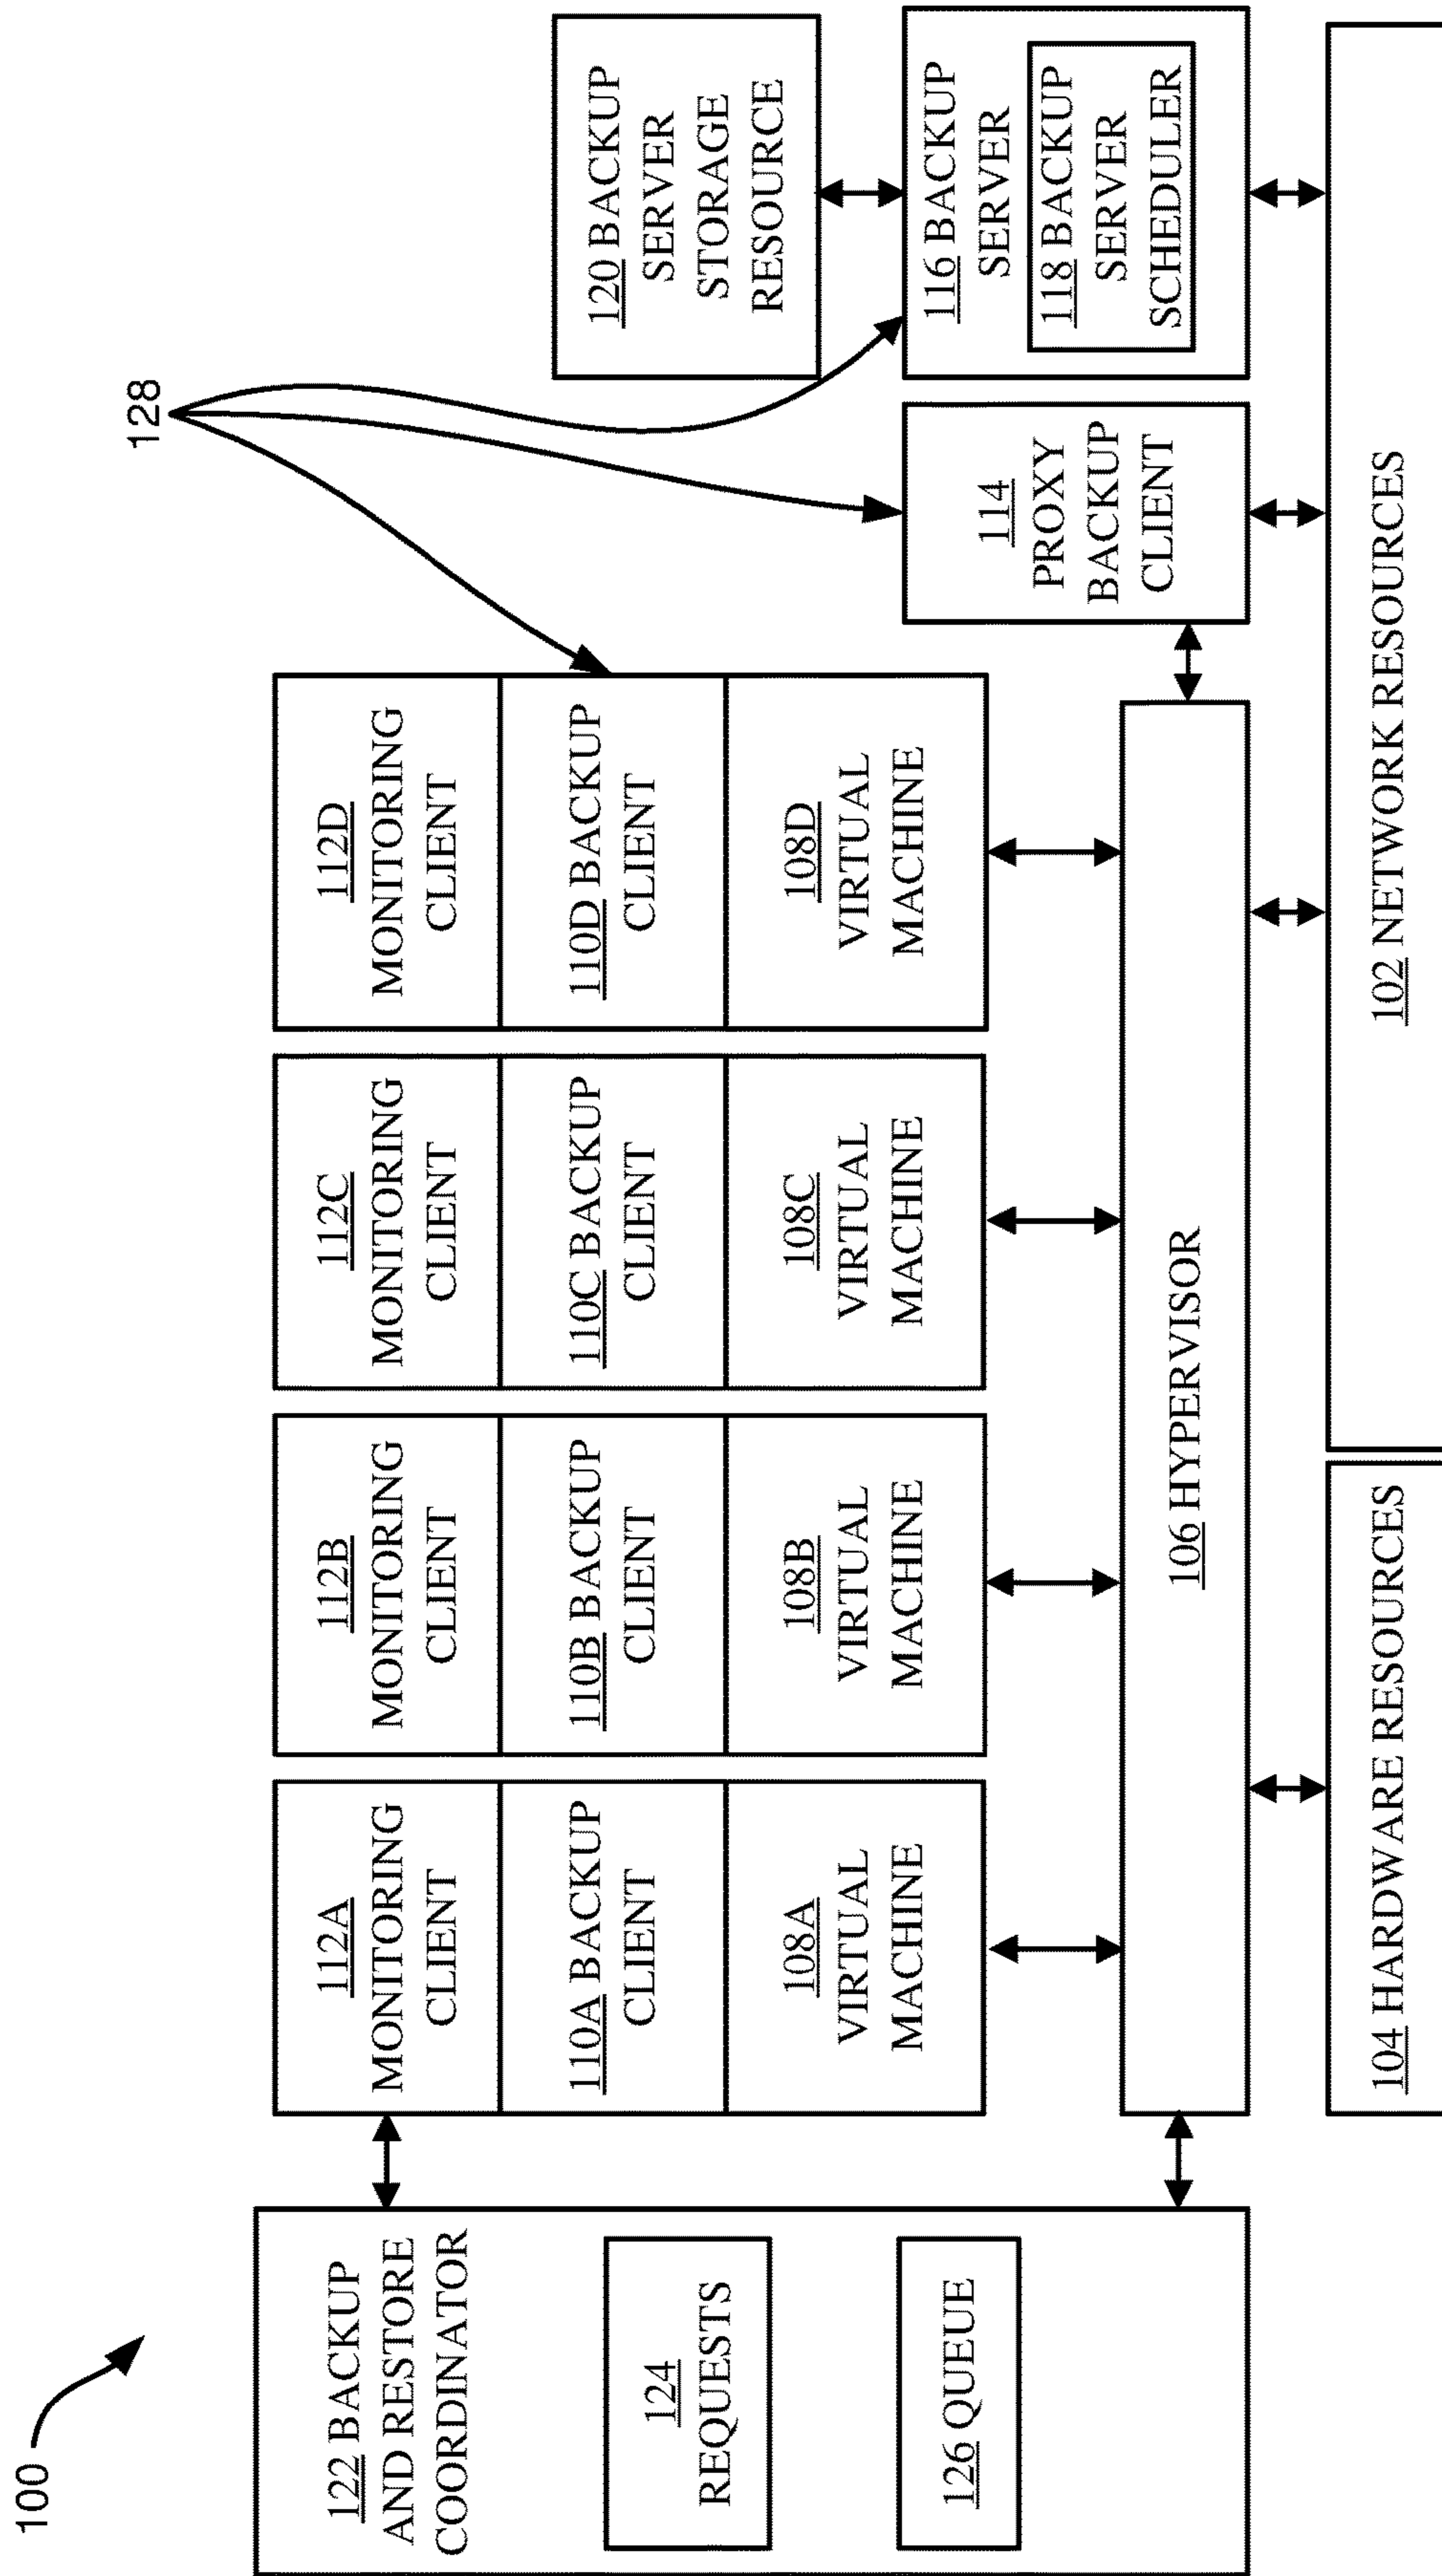 100
122 BACKUP
AND RESTORE
COORDINATOR
124
REQUESTS
126 QUEUE
112A
MONITORING
CLIENT
110A BACKUP
CLIENT
108A
VIRTUAL
MACHINE
112B
MONITORING
CLIENT
110B BACKUP
CLIENT
108B
VIRTUAL
MACHINE
112C
MONITORING
CLIENT
110C BACKUP
CLIENT
108C
VIRTUAL
MACHINE
112D
MONITORING
CLIENT
110D BACKUP
CLIENT
108D
VIRTUAL
MACHINE
128
120 BACKUP
SERVER
STORAGE
RESOURCE
114
PROXY
BACKUP
CLIENT
116 BACKUP
SERVER
118 BACKUP
SERVER
SCHEDULER
106 HYPERVISOR
104 HARDWARE RESOURCES
102 NETWORK RESOURCES